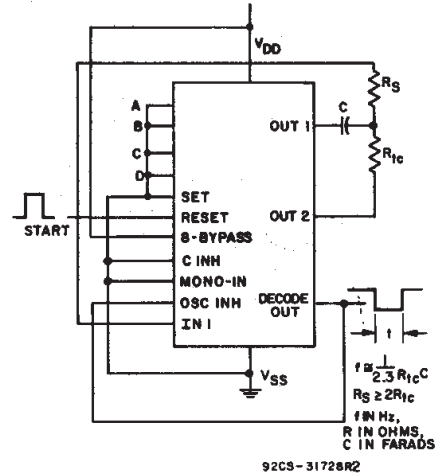 VDD
RS
A
B
C
D
OUT 1
C
Rtc
SET
RESET
START
OUT 2
8-BYPASS
C INH
MONO-IN
OSC INH
DECODE
OUT
IN 1
t
VSS
f ≅ 1/2.3 RtcC
RS ≥ 2Rtc
f IN Hz,
R IN OHMS,
C IN FARADS
92CS-31728R2